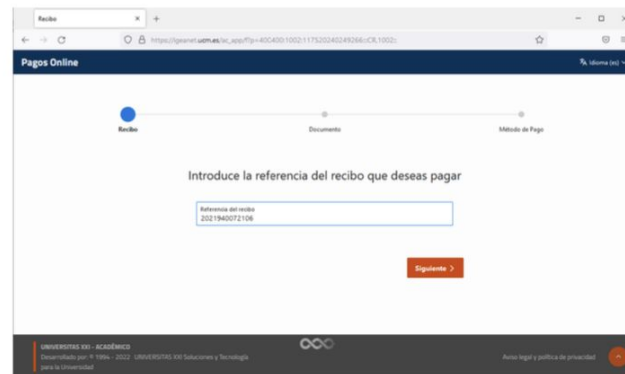 Recibo
https://geanet.ucm.es/ac_app/f?p=400400:1002:117520240249266::CR,1002::
Pagos Online
Idioma (es)
Recibo
Documento
Método de Pago
Introduce la referencia del recibo que deseas pagar
Referencia del recibo
2021940072106
Siguiente >
UNIVERSITAS XXI - ACADÉMICO
Desarrollado por: © 1994 - 2022 UNIVERSITAS XXI Soluciones y Tecnología
para la Universidad
Aviso legal y política de privacidad